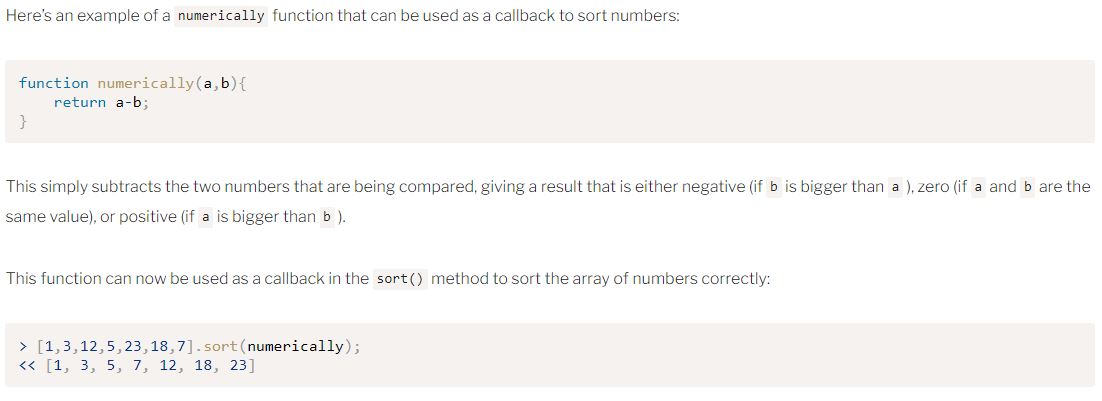 Here's an example of a numerically function that can be used as a callback to sort numbers:
function numerically(a,b){
    return a-b;
}
This simply subtracts the two numbers that are being compared, giving a result that is either negative (if b is bigger than a ), zero (if a and b are the
same value), or positive (if a is bigger than b ).
This function can now be used as a callback in the sort() method to sort the array of numbers correctly:
> [1,3,12,5,23,18,7].sort(numerically);
<< [1, 3, 5, 7, 12, 18, 23]